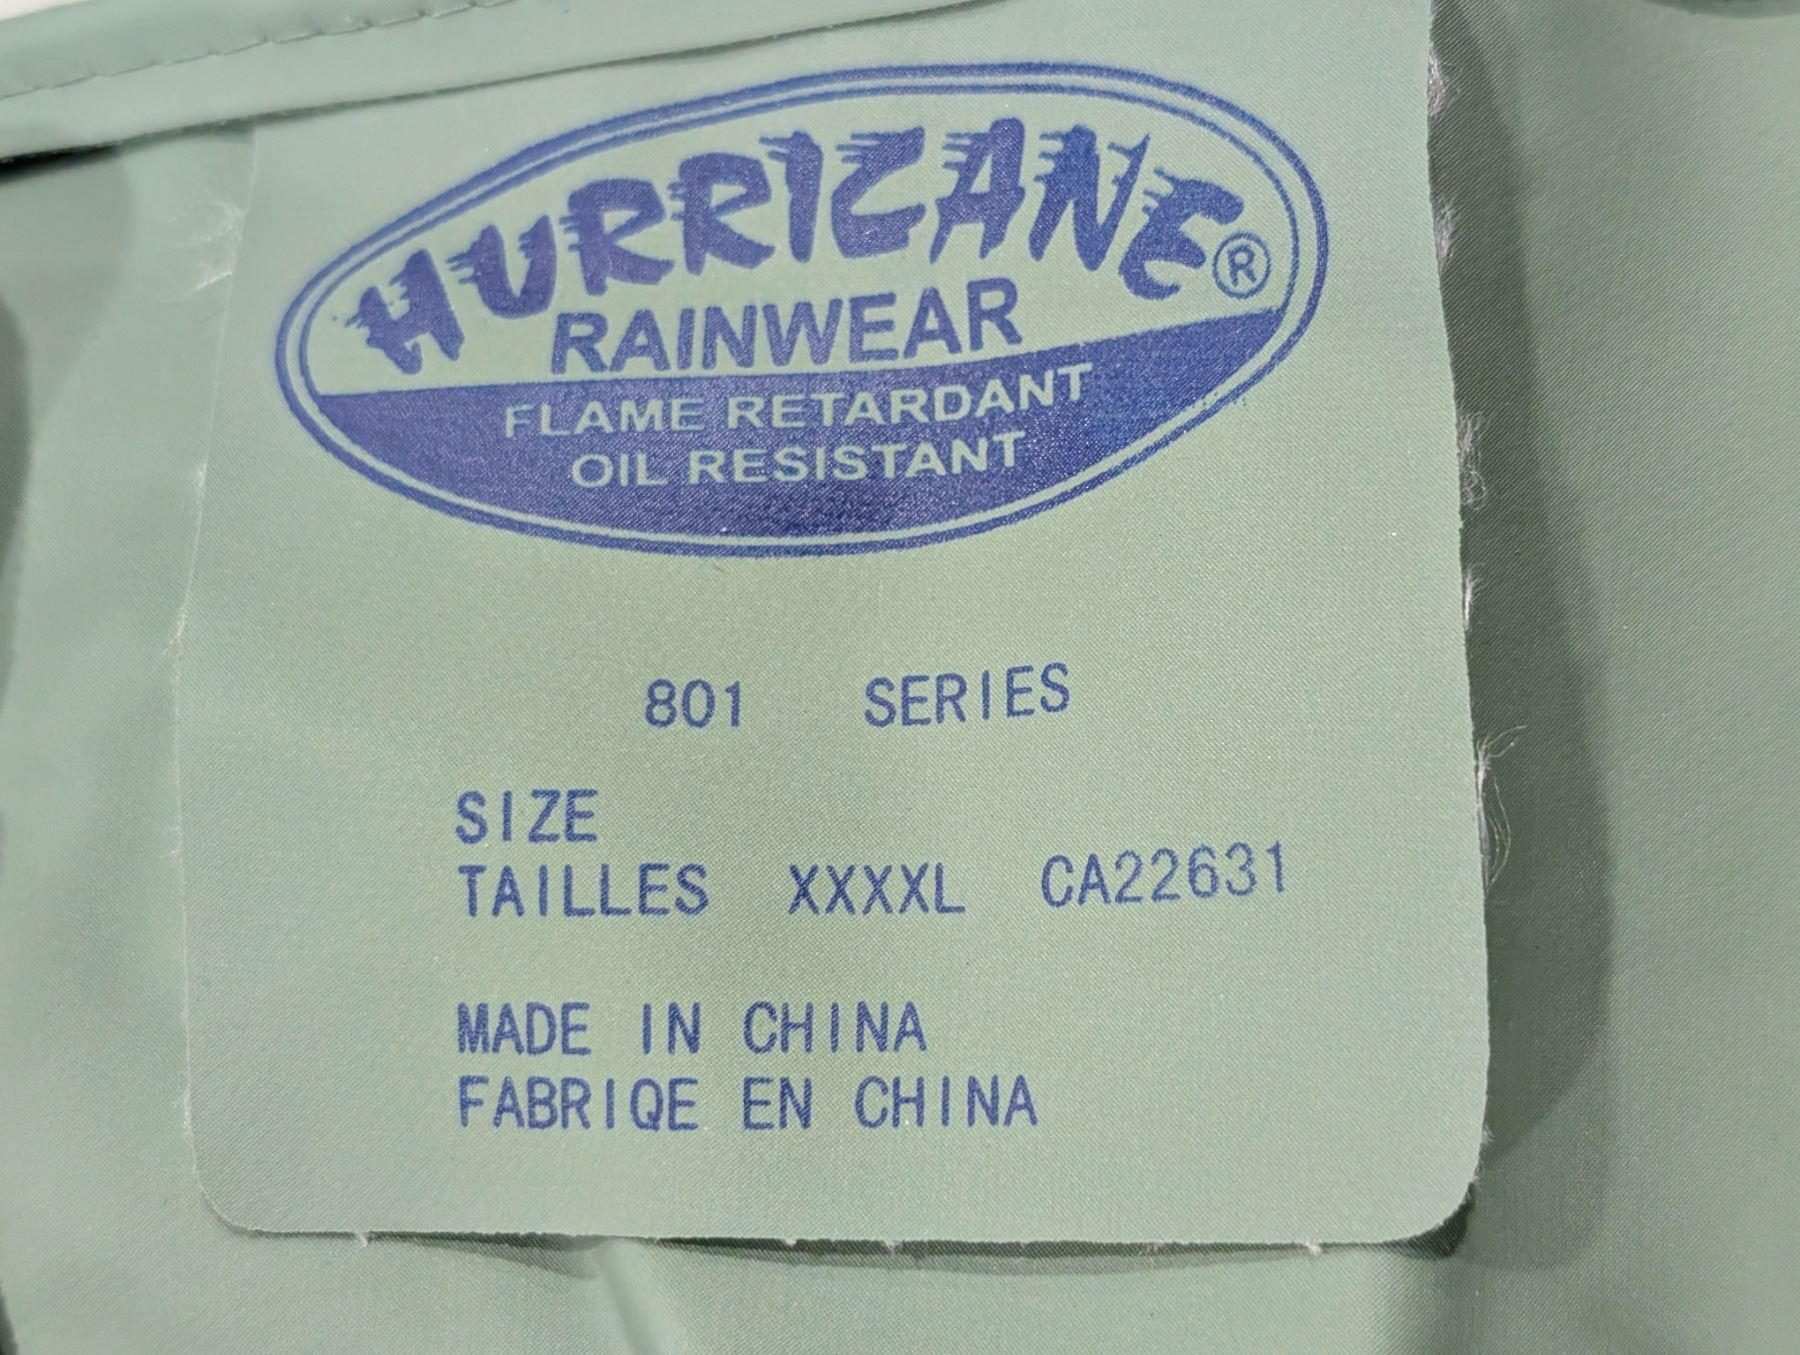 HURRICANE®
RAINWEAR
FLAME RETARDANT
OIL RESISTANT
801 SERIES
SIZE
TAILLES XXXXL CA22631
MADE IN CHINA
FABRIQE EN CHINA